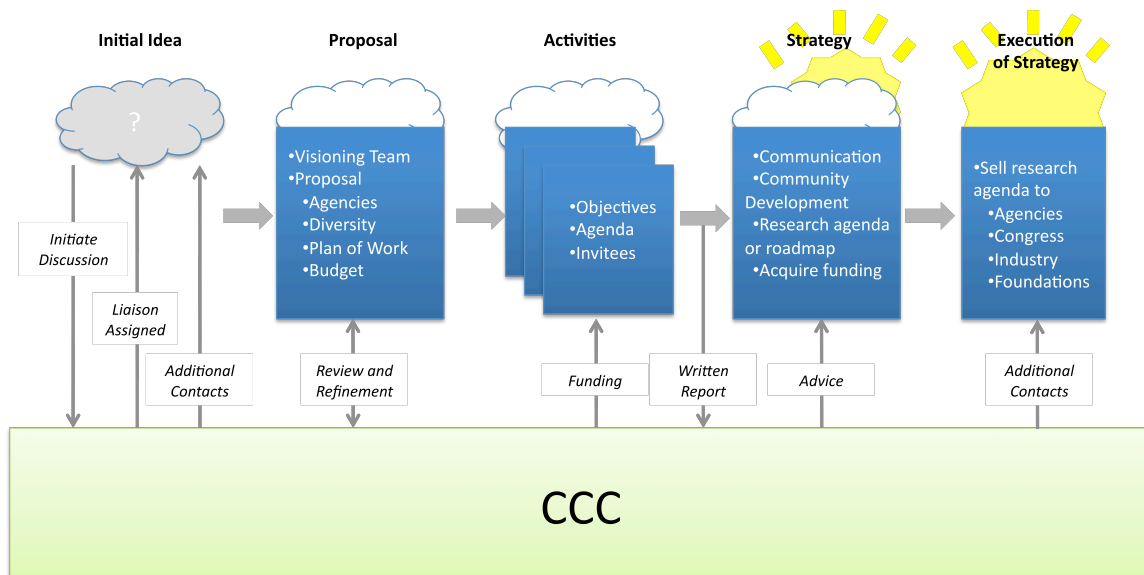 Initial Idea
Proposal
Activities
Strategy
Execution
of Strategy
?
•Visioning Team
•Proposal
•Agencies
•Diversity
•Plan of Work
•Budget
•Objectives
•Agenda
•Invitees
•Communication
•Community
Development
•Research agenda
or roadmap
•Acquire funding
•Sell research
agenda to
•Agencies
•Congress
•Industry
•Foundations
Initiate
Discussion
Liaison
Assigned
Additional
Contacts
Review and
Refinement
Funding
Written
Report
Advice
Additional
Contacts
CCC